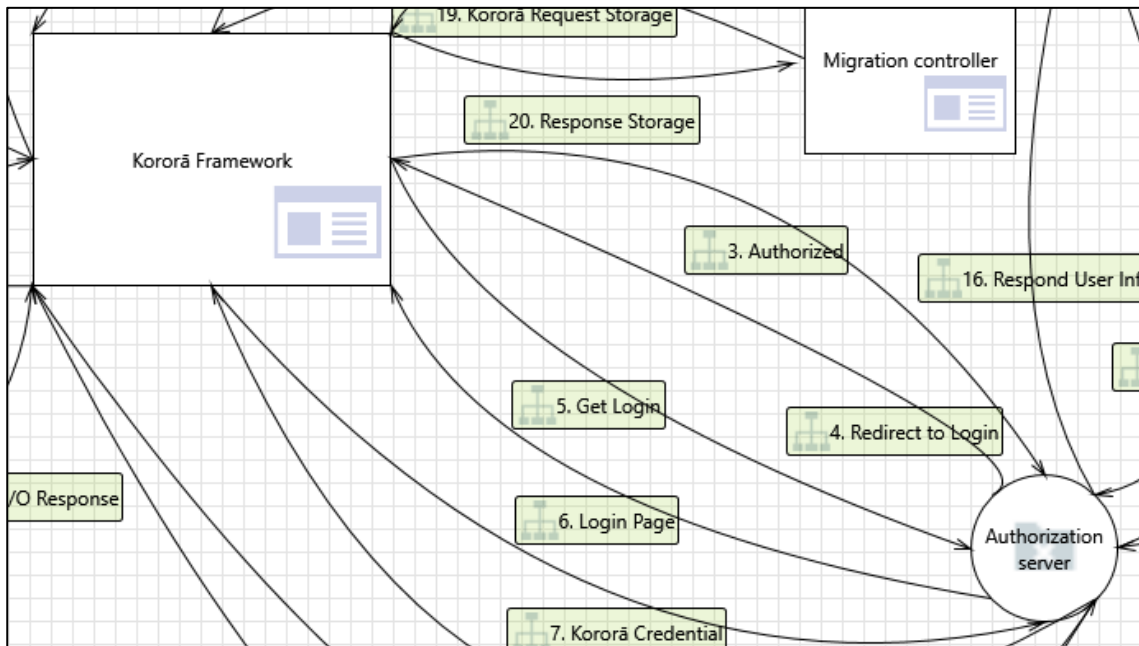 19. Kororā Request Storage
Migration controller
20. Response Storage
Kororā Framework
3. Authorized
16. Respond User Inf
5. Get Login
4. Redirect to Login
/O Response
6. Login Page
Authorization
server
7. Kororā Credential